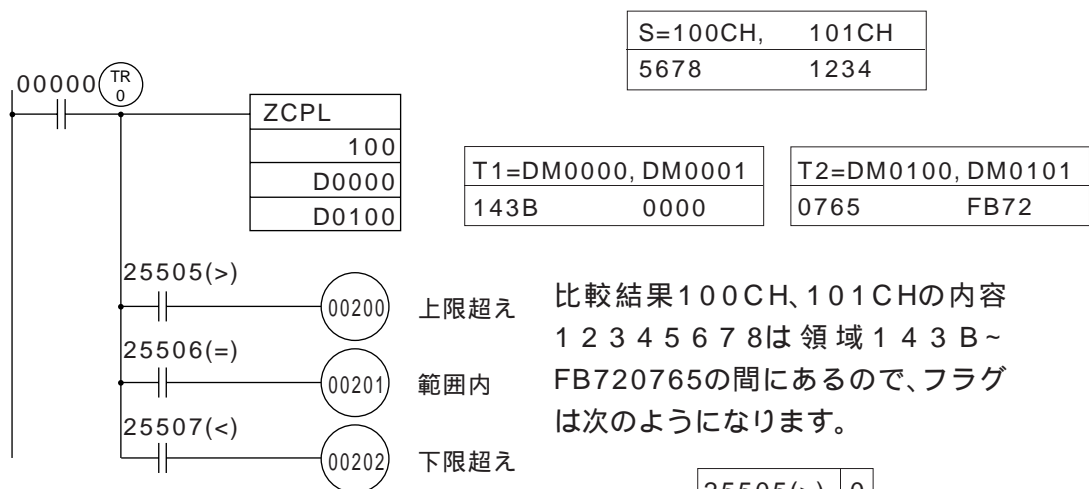 S=100CH, 101CH
5678 1234
00000 TR 0
ZCPL
100
D0000
D0100
T1=DM0000, DM0001
143B 0000
T2=DM0100, DM0101
0765 FB72
25505(>)
00200 上限超え
25506(=)
00201 範囲内
25507(<)
00202 下限超え
比較結果100CH、101CHの内容
12345678は領域143B~
FB720765の間にあるので、フラグ
は次のようになります。
25505(>) 0